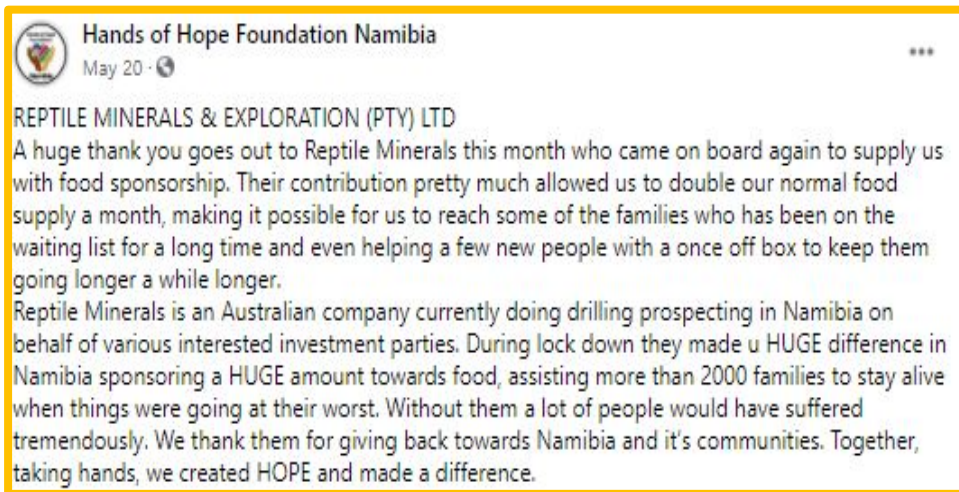 Hands of Hope Foundation Namibia
May 20 ·
REPTILE MINERALS & EXPLORATION (PTY) LTD
A huge thank you goes out to Reptile Minerals this month who came on board again to supply us
with food sponsorship. Their contribution pretty much allowed us to double our normal food
supply a month, making it possible for us to reach some of the families who has been on the
waiting list for a long time and even helping a few new people with a once off box to keep them
going longer a while longer.
Reptile Minerals is an Australian company currently doing drilling prospecting in Namibia on
behalf of various interested investment parties. During lock down they made u HUGE difference in
Namibia sponsoring a HUGE amount towards food, assisting more than 2000 families to stay alive
when things were going at their worst. Without them a lot of people would have suffered
tremendously. We thank them for giving back towards Namibia and it's communities. Together,
taking hands, we created HOPE and made a difference.